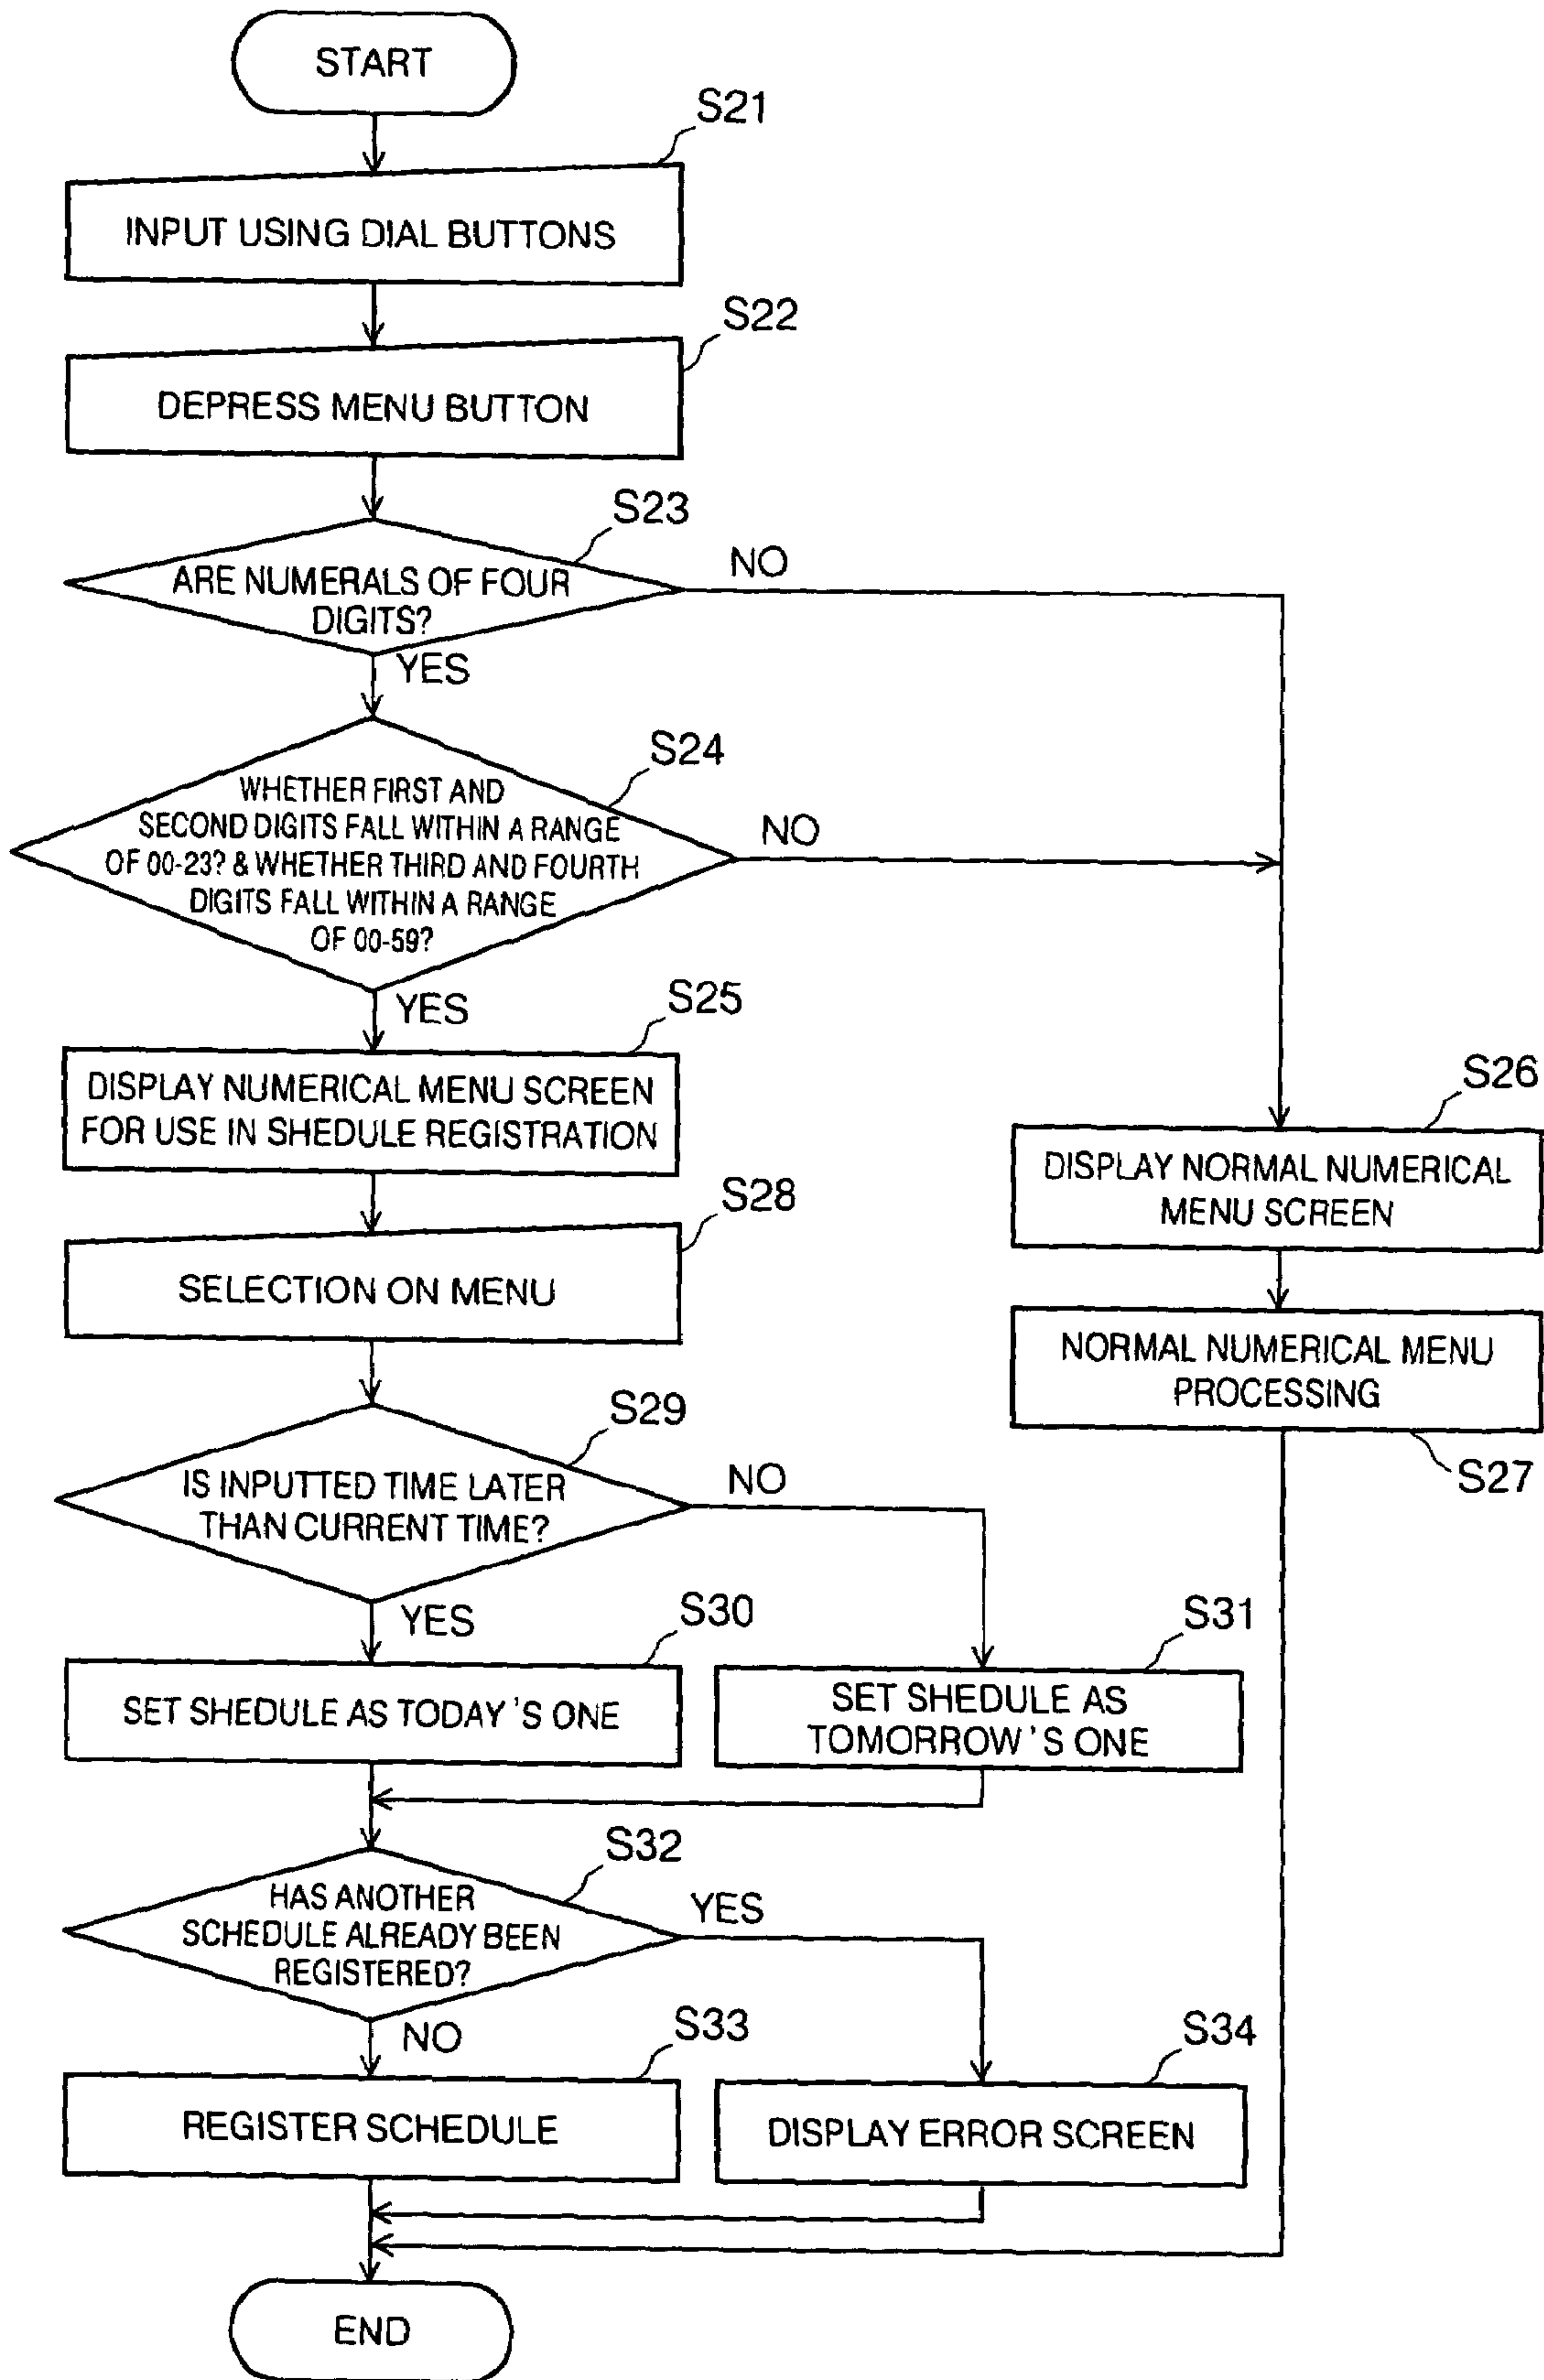 START
S21
INPUT USING DIAL BUTTONS
S22
DEPRESS MENU BUTTON
S23
ARE NUMERALS OF FOUR
DIGITS?
NO
YES
S24
WHETHER FIRST AND
SECOND DIGITS FALL WITHIN A RANGE
OF 00-23? & WHETHER THIRD AND FOURTH
DIGITS FALL WITHIN A RANGE
OF 00-59?
NO
YES
S25
DISPLAY NUMERICAL MENU SCREEN
FOR USE IN SHEDULE REGISTRATION
S26
DISPLAY NORMAL NUMERICAL
MENU SCREEN
S28
SELECTION ON MENU
NORMAL NUMERICAL MENU
PROCESSING
S27
S29
IS INPUTTED TIME LATER
THAN CURRENT TIME?
NO
YES
S30
SET SHEDULE AS TODAY'S ONE
S31
SET SHEDULE AS
TOMORROW'S ONE
S32
HAS ANOTHER
SCHEDULE ALREADY BEEN
REGISTERED?
YES
NO
S33
REGISTER SCHEDULE
S34
DISPLAY ERROR SCREEN
END